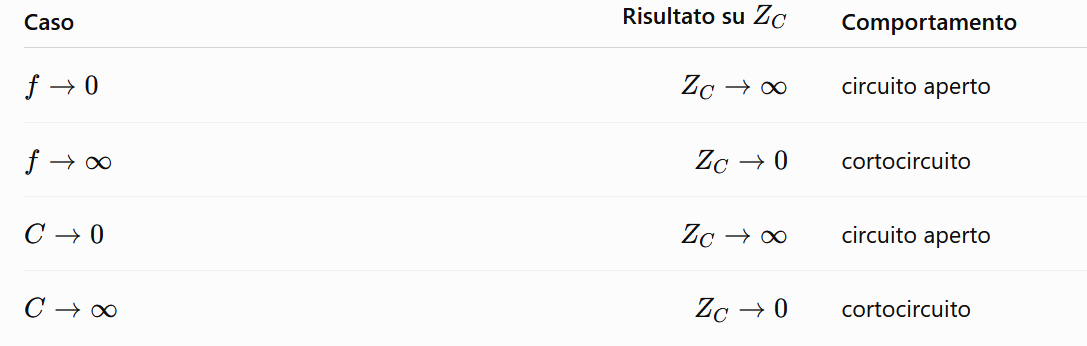 Caso Risultato su Z_C Comportamento
f → 0 Z_C → ∞ circuito aperto
f → ∞ Z_C → 0 cortocircuito
C → 0 Z_C → ∞ circuito aperto
C → ∞ Z_C → 0 cortocircuito